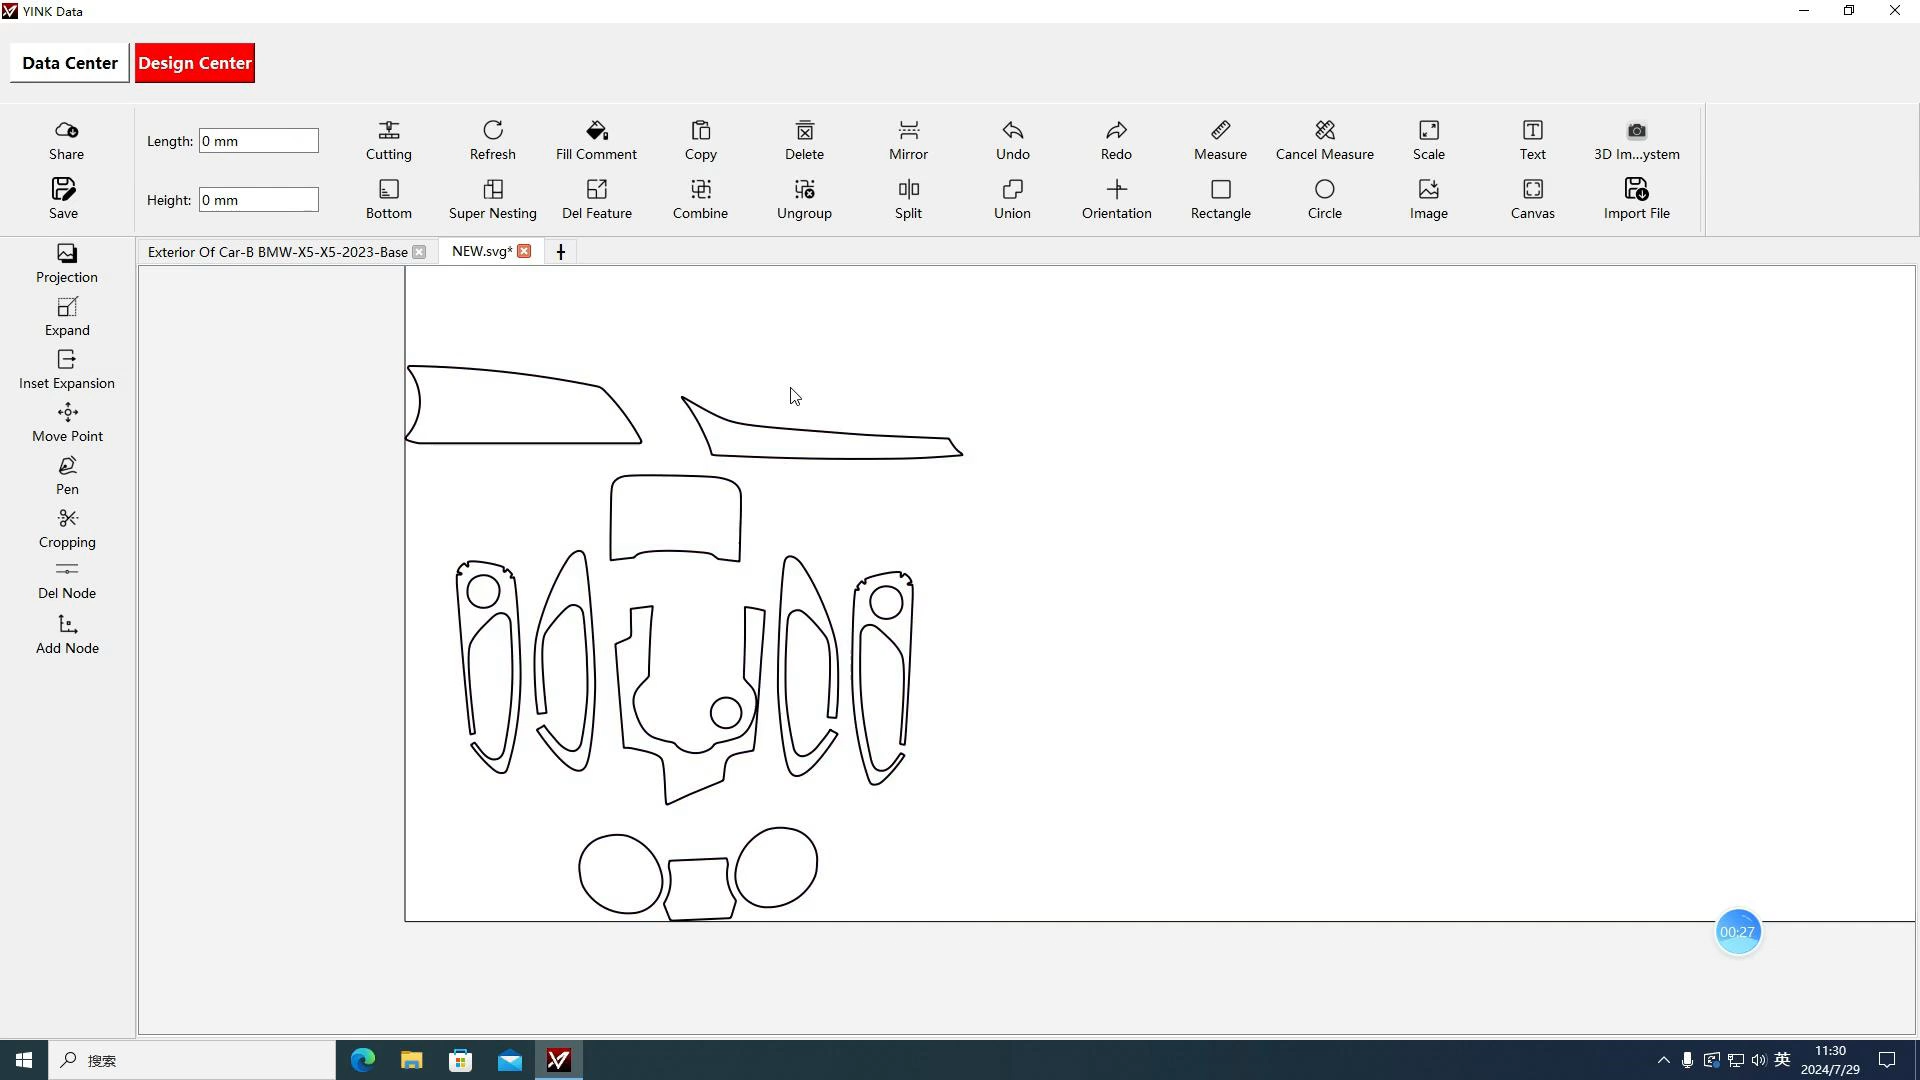 YINK Data
Data Center
Design Center
Share
Length: 0 mm
Cutting
Refresh
Fill Comment
Copy
Delete
Mirror
Undo
Redo
Measure
Cancel Measure
Scale
Text
3D Im...ystem
Save
Height: 0 mm
Bottom
Super Nesting
Del Feature
Combine
Ungroup
Split
Union
Orientation
Rectangle
Circle
Image
Canvas
Import File
Exterior Of Car-B BMW-X5-X5-2023-Base
NEW.svg*
Projection
Expand
Inset Expansion
Move Point
Pen
Cropping
Del Node
Add Node
00:27
搜索
英
11:30
2024/7/29